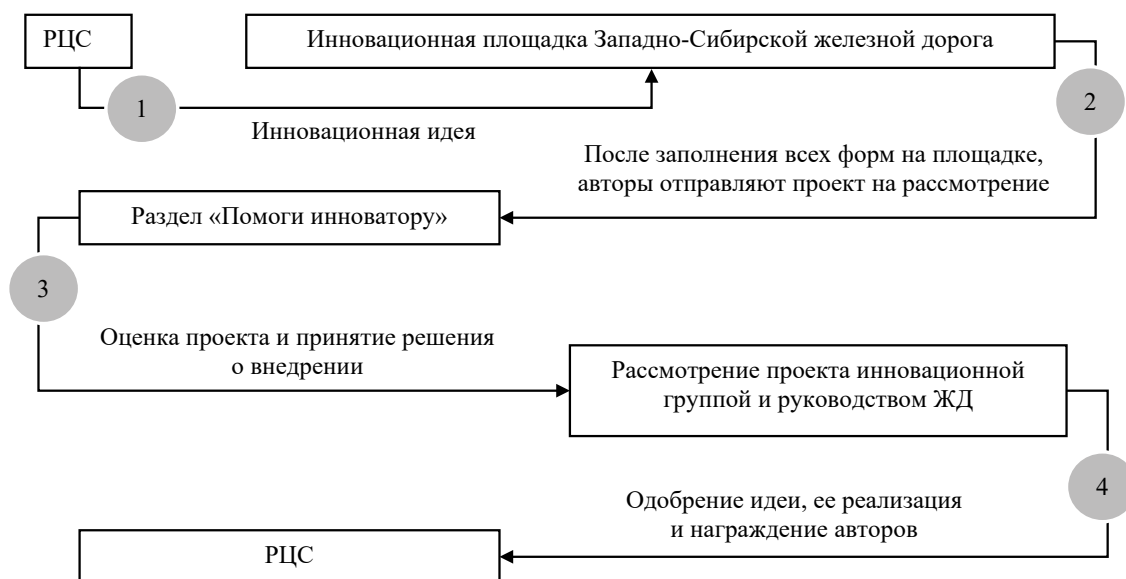 РЦС
Инновационная площадка Западно-Сибирской железной дорога
1
2
Инновационная идея
После заполнения всех форм на площадке,
авторы отправляют проект на рассмотрение
Раздел «Помоги инноватору»
3
Оценка проекта и принятие решения
о внедрении
Рассмотрение проекта инновационной
группой и руководством ЖД
4
Одобрение идеи, ее реализация
и награждение авторов
РЦС